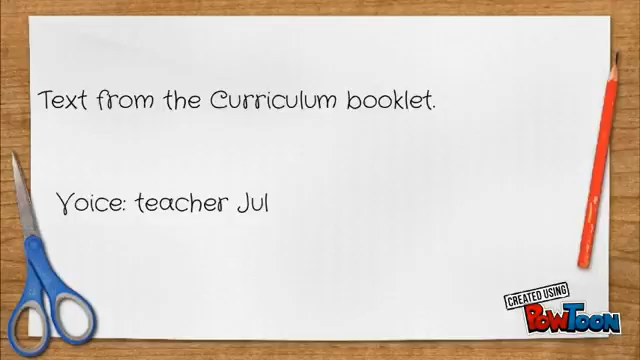 Text from the Curriculum booklet.
Voice: teacher Jul
CREATED USING
POWTOON